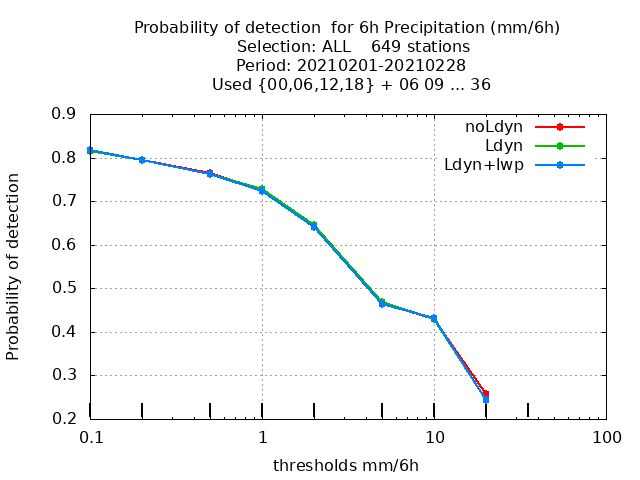 Probability of detection  for 6h Precipitation (mm/6h)
Selection: ALL    649 stations
Period: 20210201-20210228
Used {00,06,12,18} + 06 09 ... 36
noLdyn
Ldyn
Ldyn+lwp
Probability of detection
0.9
0.8
0.7
0.6
0.5
0.4
0.3
0.2
0.1 1 10 100
thresholds mm/6h